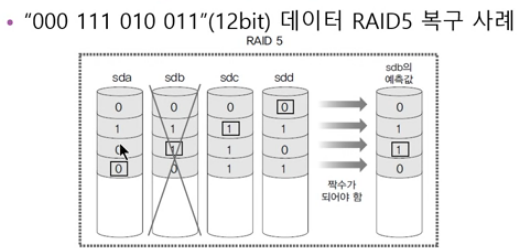 • “000 111 010 011”(12bit) 데이터 RAID5 복구 사례
RAID 5
sda sdb sdc sdd sdb의
예측값
0 0 0 0 0
1 1 1 1 1
0 1 1 0 1
0 0 1 1 0
짝수가
되어야 함